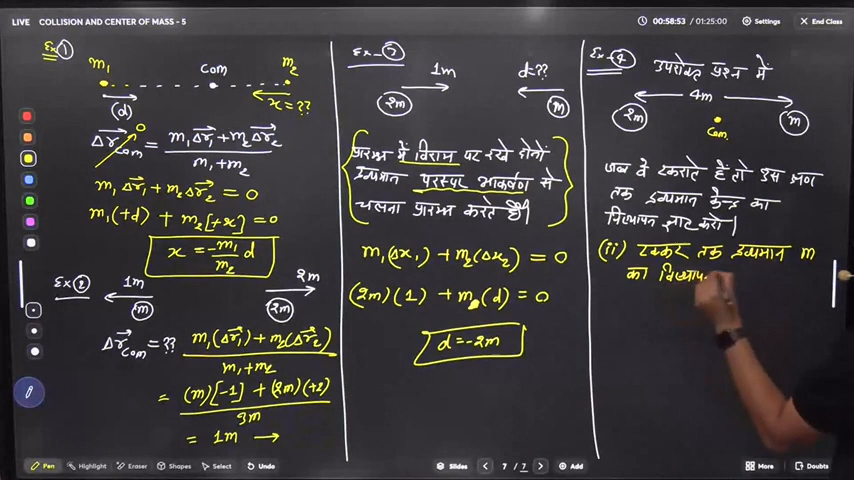 LIVE COLLISION AND CENTER OF MASS - 5
00:58:53 / 01:25:00 Settings End Class
Ex ①
m₁ Com m₂
(d) x=??
0
Δr⃗com = m₁Δr⃗₁ + m₂Δr⃗₂
m₁+m₂
m₁Δr⃗₁ + m₂Δr⃗₂ = 0
m₁(+d) + m₂[+x] = 0
x = -m₁/m₂ d
Ex ②
1m 2m
m 2m
Δr⃗com = ?? m₁(Δr⃗₁) + m₂(Δr⃗₂)
m₁+m₂
= (m)[-1] + (2m)(+2)
3m
= 1m →
Ex - ③
1m d=??
2m m
प्रारम्भ में विराम पर रखे दोनों
द्रव्यमान परस्पर आकर्षण से
चलना प्रारम्भ करते हैं।
m₁(Δx₁) + m₂(Δx₂) = 0
(2m)(1) + m(d) = 0
d = -2m
Ex - 4
उपरोक्त प्रश्न में
4m
2m m
Com
जब वे टकराते हैं तो उस क्षण
तक द्रव्यमान केन्द्र का
विस्थापन ज्ञात करो।
(ii) टक्कर तक द्रव्यमान m
का
Pen Highlight Eraser Shapes Select Undo Slides 7 / 7 Add More Doubts